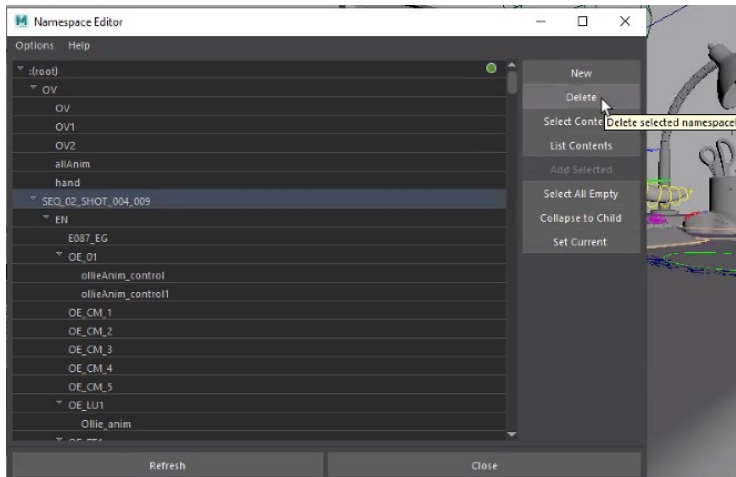 Namespace Editor
Options Help
:(root)
OV
OV
OV1
OV2
allAnim
hand
SEQ_02_SHOT_004_009
EN
E087_EG
OE_01
ollieAnim_control
ollieAnim_control1
OE_CM_1
OE_CM_2
OE_CM_3
OE_CM_4
OE_CM_5
OE_LU1
Ollie_anim
New
Delete
Delete selected namespace
Select Conte
List Contents
Add Selected
Select All Empty
Collapse to Child
Set Current
Refresh
Close